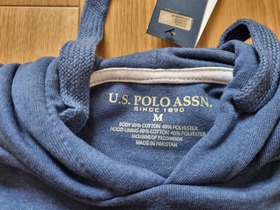 U.S. POLO ASSN.
SINCE 1890
M
BODY 60% COTTON 40% POLYESTER
HOOD LINING 60% COTTON 40% POLYESTER
EXCLUSIVE OF DECORATION
MADE IN PAKISTAN